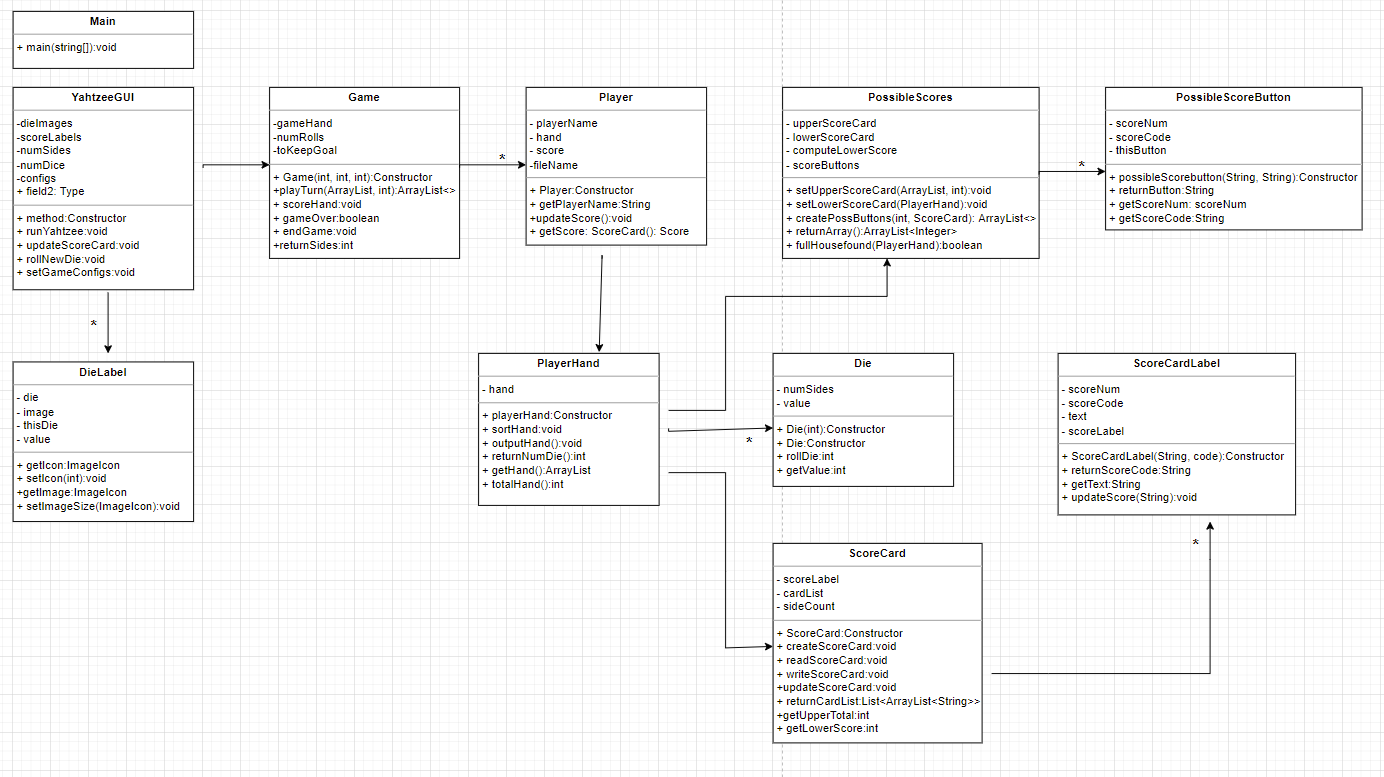 Main
+ main(string[]):void
YahtzeeGUI
-dieImages
-scoreLabels
-numSides
-numDice
-configs
+ field2: Type
+ method:Constructor
+ runYahtzee:void
+ updateScoreCard:void
+ rollNewDie:void
+ setGameConfigs:void
Game
-gameHand
-numRolls
-toKeepGoal
+ Game(int, int, int):Constructor
+playTurn(ArrayList, int):ArrayList<>
+ scoreHand:void
+ gameOver:boolean
+ endGame:void
+returnSides:int
*
Player
- playerName
- hand
- score
-fileName
+ Player:Constructor
+ getPlayerName:String
+updateScore():void
+ getScore: ScoreCard(): Score
PossibleScores
- upperScoreCard
- lowerScoreCard
- computeLowerScore
- scoreButtons
+ setUpperScoreCard(ArrayList, int):void
+ setLowerScoreCard(PlayerHand):void
+ createPossButtons(int, ScoreCard): ArrayList<>
+ returnArray():ArrayList<Integer>
+ fullHousefound(PlayerHand):boolean
*
PossibleScoreButton
- scoreNum
- scoreCode
- thisButton
+ possibleScorebutton(String, String):Constructor
+ returnButton:String
+ getScoreNum: scoreNum
+ getScoreCode:String
*
DieLabel
- die
- image
- thisDie
- value
+ getIcon:ImageIcon
+ setIcon(int):void
+getImage:ImageIcon
+ setImageSize(ImageIcon):void
PlayerHand
- hand
+ playerHand:Constructor
+ sortHand:void
+ outputHand():void
+ returnNumDie():int
+ getHand():ArrayList
+ totalHand():int
*
Die
- numSides
- value
+ Die(int):Constructor
+ Die:Constructor
+ rollDie:int
+ getValue:int
ScoreCardLabel
- scoreNum
- scoreCode
- text
- scoreLabel
+ ScoreCardLabel(String, code):Constructor
+ returnScoreCode:String
+ getText:String
+ updateScore(String):void
*
ScoreCard
- scoreLabel
- cardList
- sideCount
+ ScoreCard:Constructor
+ createScoreCard:void
+ readScoreCard:void
+ writeScoreCard:void
+updateScoreCard:void
+ returnCardList:List<ArrayList<String>>
+getUpperTotal:int
+ getLowerScore:int